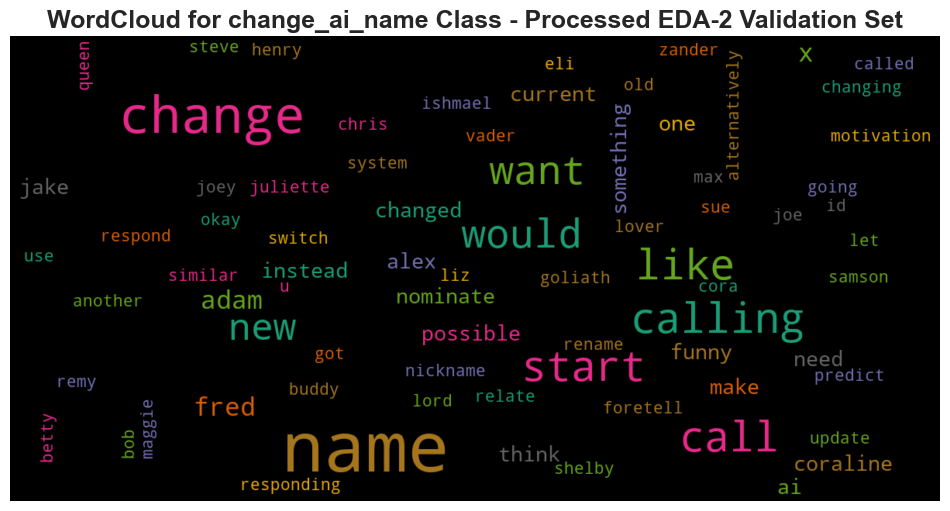 WordCloud for change_ai_name Class - Processed EDA-2 Validation Set
queen
steve
henry
eli
zander
x
called
old
alternatively
changing
current
change
ishmael
chris
vader
something
one
motivation
system
want
max
jake
joey
juliette
going
id
changed
sue
joe
okay
would
lover
respond
switch
let
use
instead
alex
like
similar
liz
goliath
cora
samson
u
another
adam
nominate
new
possible
calling
rename
got
start
funny
need
remy
nickname
predict
buddy
make
fred
lord
relate
foretell
betty
bob
maggie
name
call
update
think
shelby
coraline
responding
ai